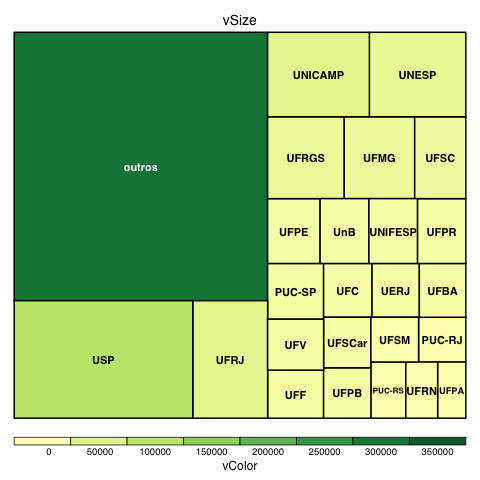 vSize
outros
UNICAMP
UNESP
UFRGS
UFMG
UFSC
UFPE
UnB
UNIFESP
UFPR
PUC-SP
UFC
UERJ
UFBA
USP
UFRJ
UFV
UFSCar
UFSM
PUC-RJ
UFF
UFPB
PUC-RS
UFRN
UFPA
0 50000 100000 150000 200000 250000 300000 350000
vColor